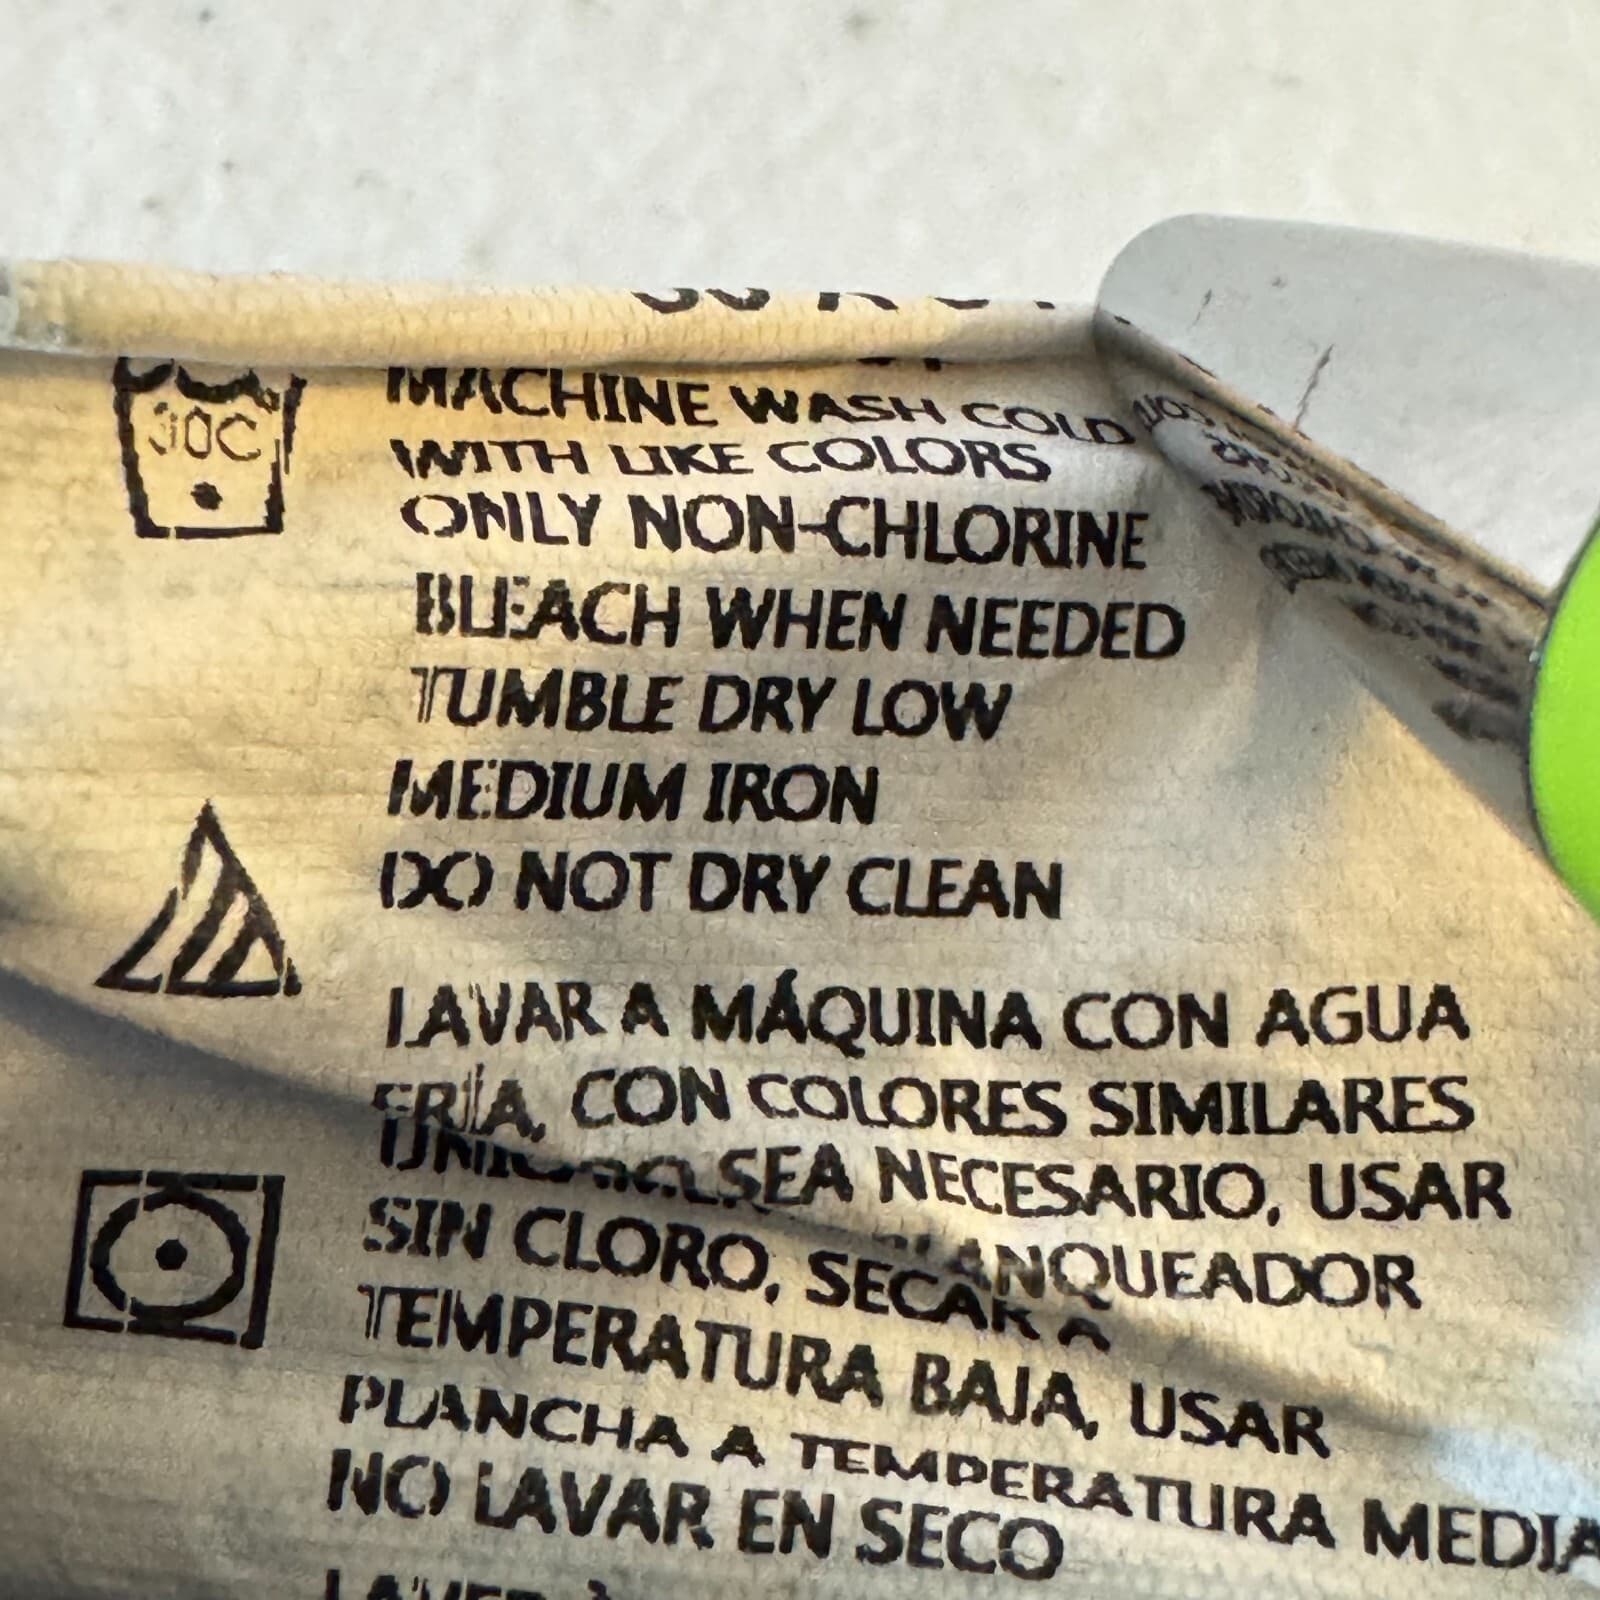 30C
MACHINE WASH COLD
WITH LIKE COLORS
ONLY NON-CHLORINE
BLEACH WHEN NEEDED
TUMBLE DRY LOW
MEDIUM IRON
DO NOT DRY CLEAN
LAVAR A MÁQUINA CON AGUA
FRÍA, CON COLORES SIMILARES
SEA NECESARIO, USAR
SIN CLORO, SECAR A
TEMPERATURA BAJA, USAR
PLANCHA A TEMPERATURA MEDIA
NO LAVAR EN SECO